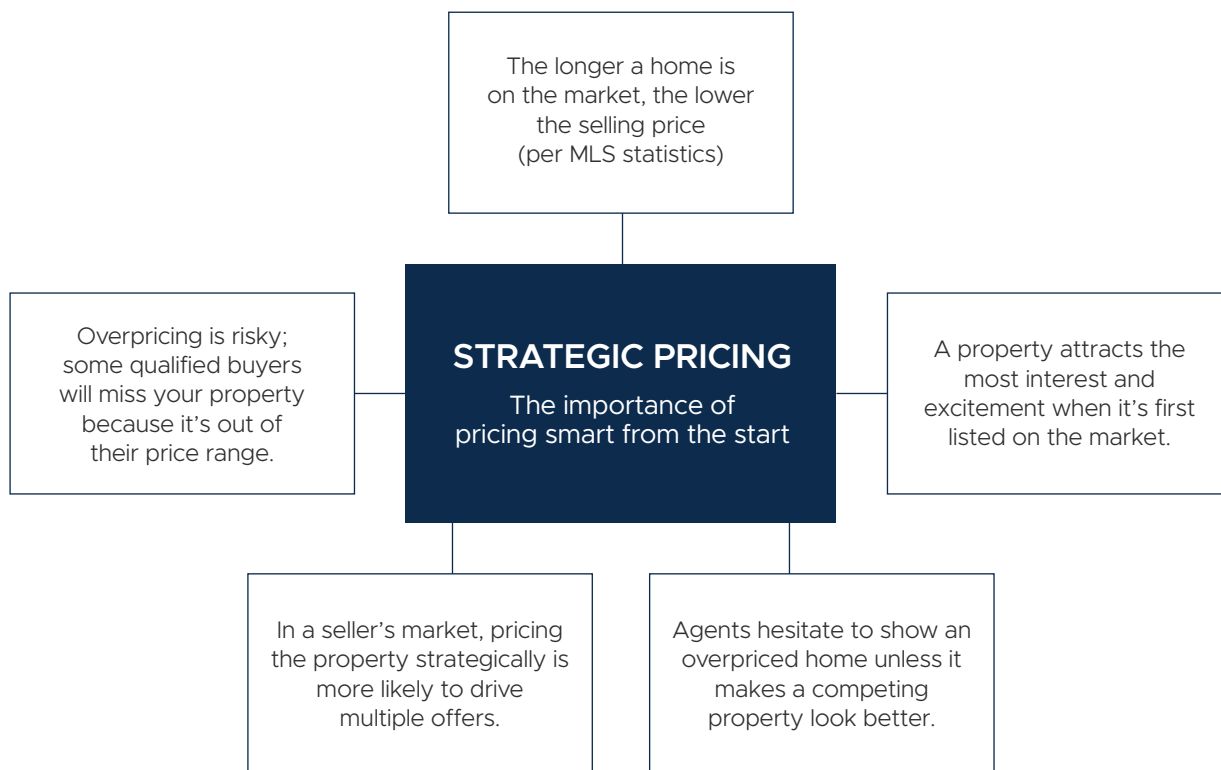 The longer a home is
on the market, the lower
the selling price
(per MLS statistics)
Overpricing is risky;
some qualified buyers
will miss your property
because it’s out of
their price range.
STRATEGIC PRICING
The importance of
pricing smart from the start
A property attracts the
most interest and
excitement when it’s first
listed on the market.
In a seller’s market, pricing
the property strategically is
more likely to drive
multiple offers.
Agents hesitate to show an
overpriced home unless it
makes a competing
property look better.